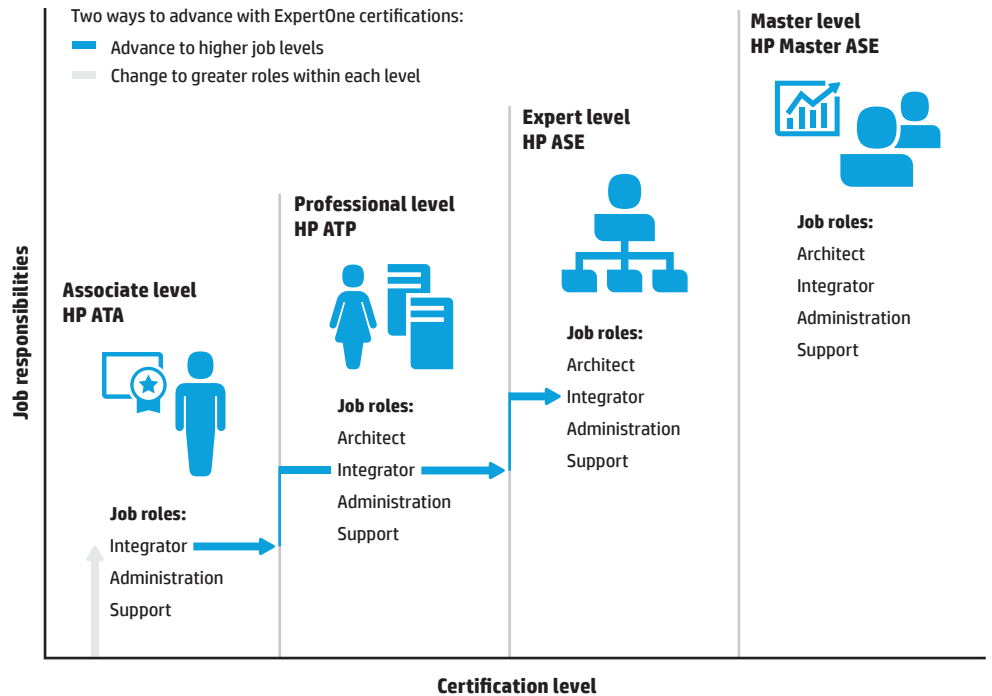 Two ways to advance with ExpertOne certifications:
Advance to higher job levels
Change to greater roles within each level
Job responsibilities
Associate level
HP ATA
Job roles:
Integrator
Administration
Support
Professional level
HP ATP
Job roles:
Architect
Integrator
Administration
Support
Expert level
HP ASE
Job roles:
Architect
Integrator
Administration
Support
Master level
HP Master ASE
Job roles:
Architect
Integrator
Administration
Support
Certification level